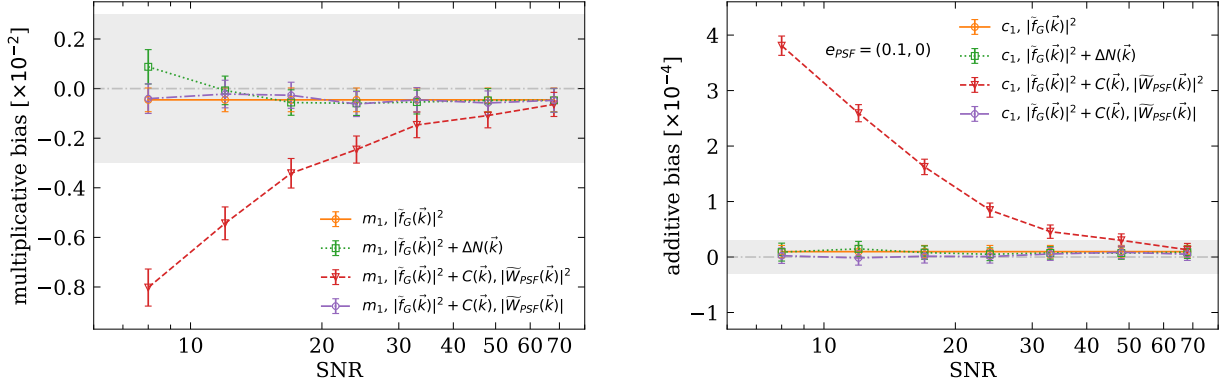 multiplicative bias [×10⁻²]
0.2
0.0
−0.2
−0.4
−0.6
−0.8
m₁, |f̃_G(k⃗)|²
m₁, |f̃_G(k⃗)|² + ΔN(k⃗)
m₁, |f̃_G(k⃗)|² + C(k⃗), |W̃_PSF(k⃗)|²
m₁, |f̃_G(k⃗)|² + C(k⃗), |W̃_PSF(k⃗)|
10 20 30 40 50 60 70
SNR
additive bias [×10⁻⁴]
4
3
2
1
0
−1
e_PSF = (0.1, 0)
c₁, |f̃_G(k⃗)|²
c₁, |f̃_G(k⃗)|² + ΔN(k⃗)
c₁, |f̃_G(k⃗)|² + C(k⃗), |W̃_PSF(k⃗)|²
c₁, |f̃_G(k⃗)|² + C(k⃗), |W̃_PSF(k⃗)|
10 20 30 40 50 60 70
SNR